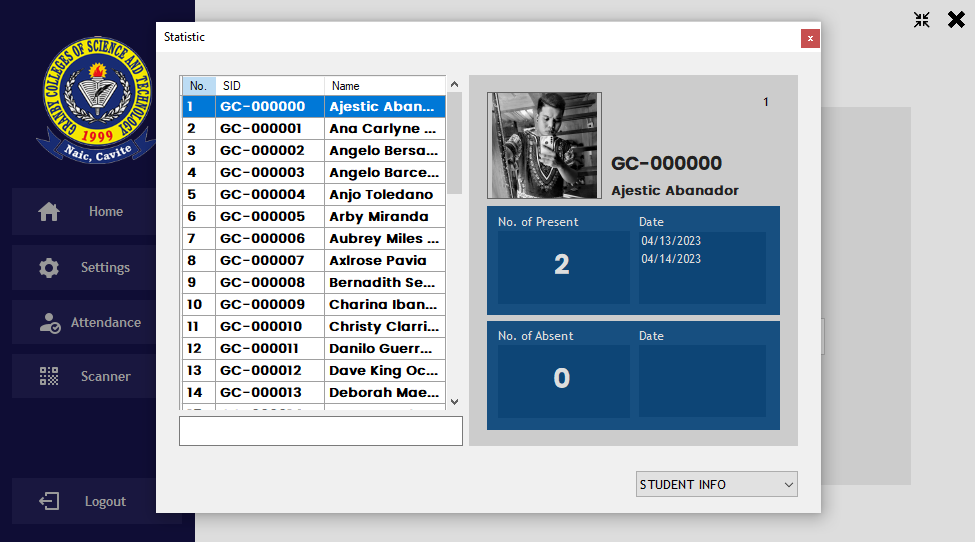 GRANBY COLLEGES OF SCIENCE AND TECHNOLOGY
1999
Naic, Cavite
Home
Settings
Attendance
Scanner
Logout
Statistic
x
No. SID Name
1 GC-000000 Ajestic Aban...
2 GC-000001 Ana Carlyne ...
3 GC-000002 Angelo Bersa...
4 GC-000003 Angelo Barce...
5 GC-000004 Anjo Toledano
6 GC-000005 Arby Miranda
7 GC-000006 Aubrey Miles ...
8 GC-000007 Axlrose Pavia
9 GC-000008 Bernadith Se...
10 GC-000009 Charina Iban...
11 GC-000010 Christy Clarri...
12 GC-000011 Danilo Guerr...
13 GC-000012 Dave King Oc...
14 GC-000013 Deborah Mae...
1
GC-000000
Ajestic Abanador
No. of Present Date
2
04/13/2023
04/14/2023
No. of Absent Date
0
STUDENT INFO